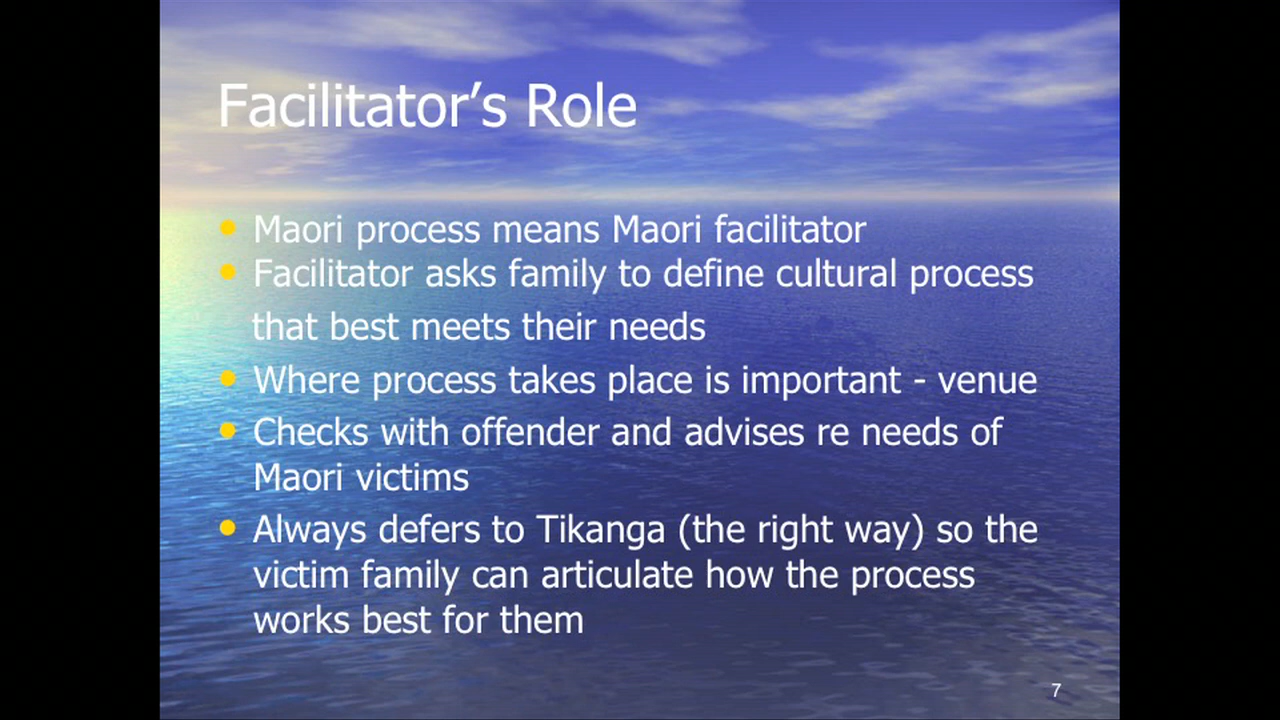 Facilitator’s Role
• Maori process means Maori facilitator
• Facilitator asks family to define cultural process
that best meets their needs
• Where process takes place is important - venue
• Checks with offender and advises re needs of
Maori victims
• Always defers to Tikanga (the right way) so the
victim family can articulate how the process
works best for them
7